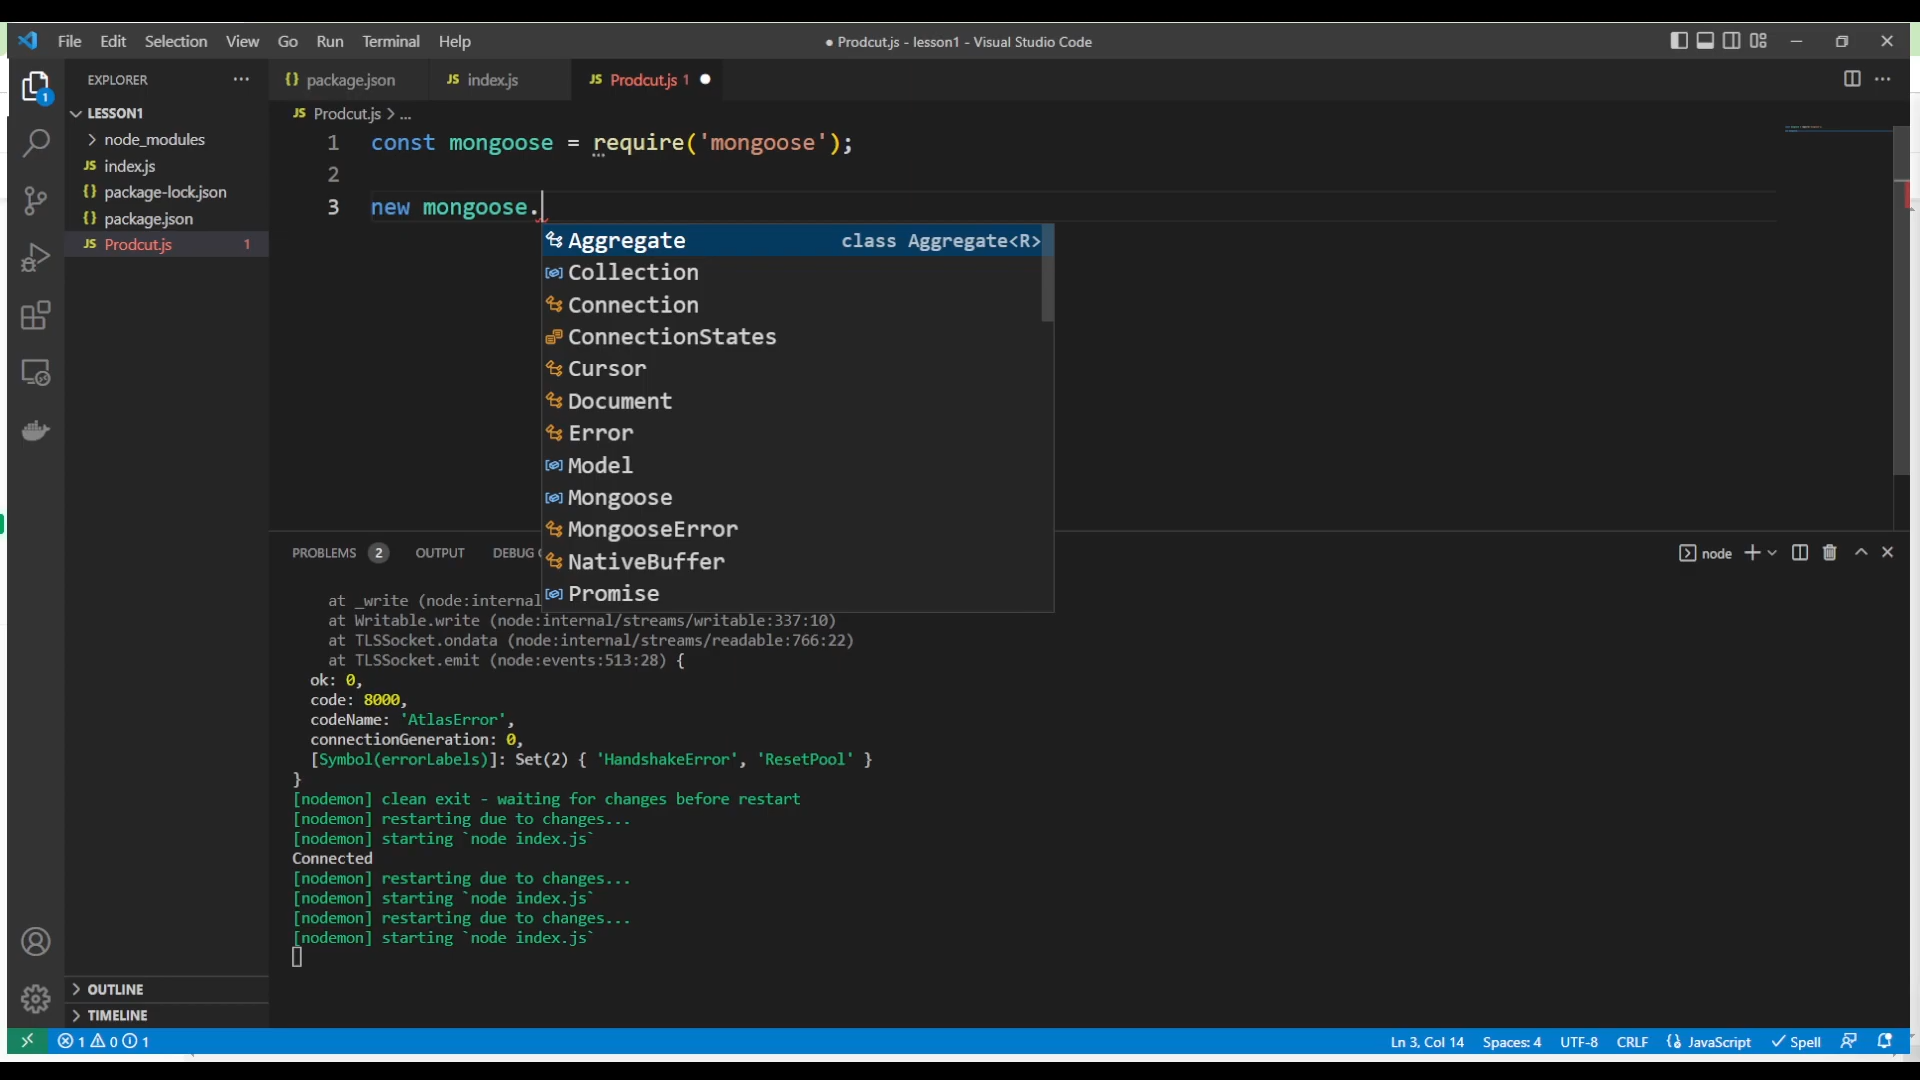 File Edit Selection View Go Run Terminal Help
● Prodcut.js - lesson1 - Visual Studio Code
EXPLORER ...
{} package.json
JS index.js
JS Prodcut.js 1 ●
LESSON1
node_modules
JS index.js
{} package-lock.json
{} package.json
JS Prodcut.js 1
JS Prodcut.js > ...
1 const mongoose = require('mongoose');
2
3 new mongoose.
Aggregate class Aggregate<R>
Collection
Connection
ConnectionStates
Cursor
Document
Error
Model
Mongoose
MongooseError
NativeBuffer
Promise
PROBLEMS 2 OUTPUT DEBUG
node
at _write (node:internal
at Writable.write (node:internal/streams/writable:337:10)
at TLSSocket.ondata (node:internal/streams/readable:766:22)
at TLSSocket.emit (node:events:513:28) {
ok: 0,
code: 8000,
codeName: 'AtlasError',
connectionGeneration: 0,
[Symbol(errorLabels)]: Set(2) { 'HandshakeError', 'ResetPool' }
}
[nodemon] clean exit - waiting for changes before restart
[nodemon] restarting due to changes...
[nodemon] starting `node index.js`
Connected
[nodemon] restarting due to changes...
[nodemon] starting `node index.js`
[nodemon] restarting due to changes...
[nodemon] starting `node index.js`
1
OUTLINE
TIMELINE
1 0 1
Ln 3, Col 14 Spaces: 4 UTF-8 CRLF JavaScript Spell